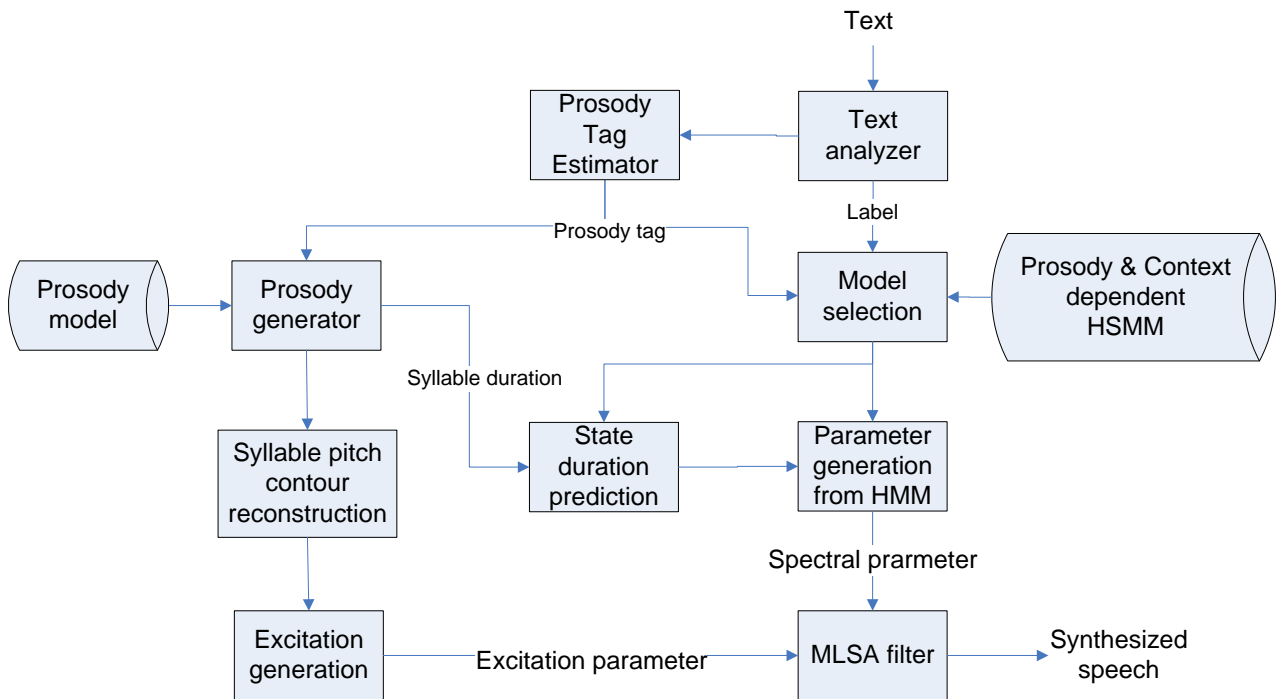 Text
Prosody
Tag
Estimator
Text
analyzer
Label
Prosody tag
Prosody
model
Prosody
generator
Model
selection
Prosody & Context
dependent
HSMM
Syllable duration
Syllable pitch
contour
reconstruction
State
duration
prediction
Parameter
generation
from HMM
Spectral prarmeter
Excitation
generation
Excitation parameter
MLSA filter
Synthesized
speech